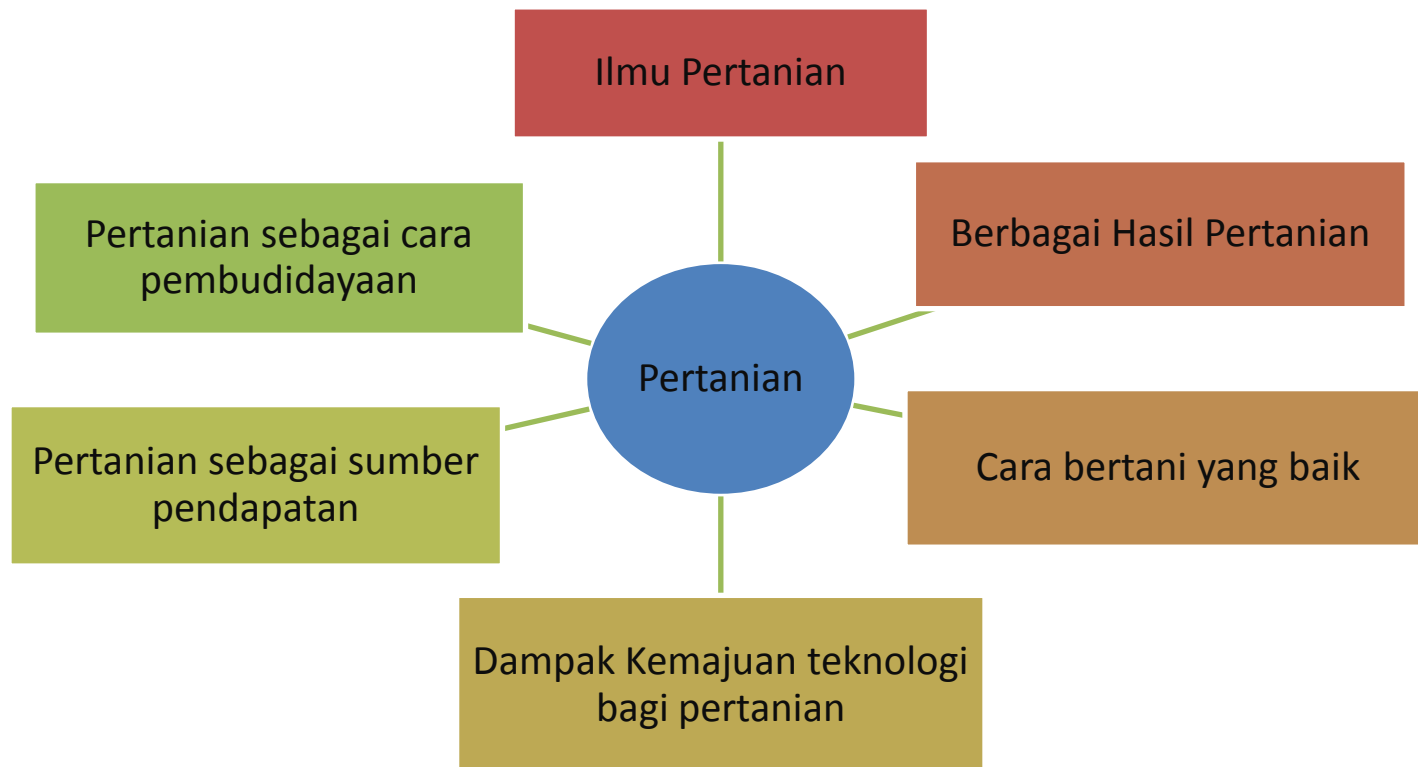 Ilmu Pertanian
Berbagai Hasil Pertanian
Pertanian sebagai cara
pembudidayaan
Pertanian
Pertanian sebagai sumber
pendapatan
Cara bertani yang baik
Dampak Kemajuan teknologi
bagi pertanian